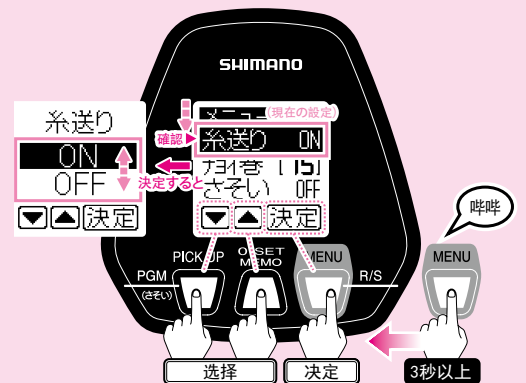 SHIMANO
メニュー
(現在の設定)
確認
糸送り ON
ﾁｮｲ巻 [15]
さそい OFF
決定
糸送り
ON
OFF
決定
決定すると
PICK UP
0 SET
MEMO
MENU
PGM
(さそい)
R/S
哔哔
MENU
选择
决定
3秒以上